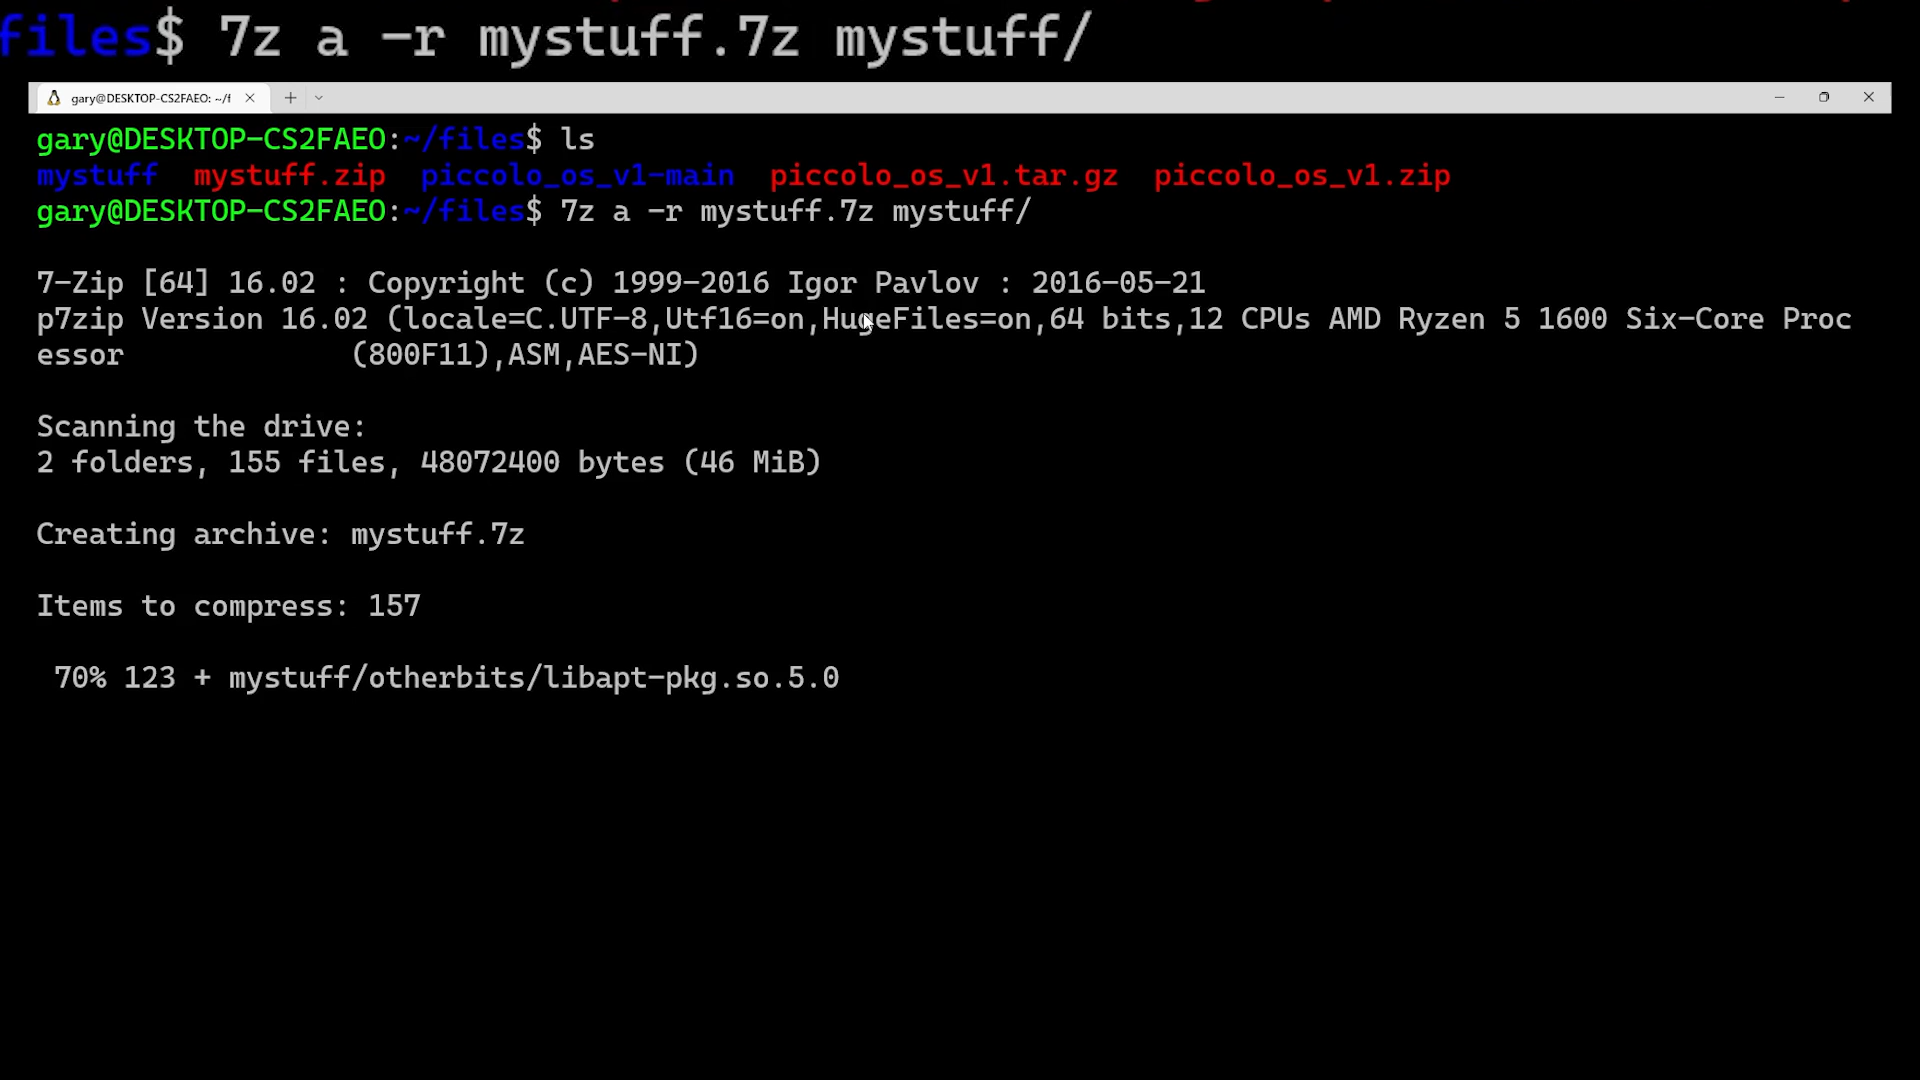 files$ 7z a -r mystuff.7z mystuff/
gary@DESKTOP-CS2FAEO: ~/f
gary@DESKTOP-CS2FAEO:~/files$ ls
mystuff  mystuff.zip  piccolo_os_v1-main  piccolo_os_v1.tar.gz  piccolo_os_v1.zip
gary@DESKTOP-CS2FAEO:~/files$ 7z a -r mystuff.7z mystuff/
7-Zip [64] 16.02 : Copyright (c) 1999-2016 Igor Pavlov : 2016-05-21
p7zip Version 16.02 (locale=C.UTF-8,Utf16=on,HugeFiles=on,64 bits,12 CPUs AMD Ryzen 5 1600 Six-Core Proc
essor             (800F11),ASM,AES-NI)
Scanning the drive:
2 folders, 155 files, 48072400 bytes (46 MiB)
Creating archive: mystuff.7z
Items to compress: 157
70% 123 + mystuff/otherbits/libapt-pkg.so.5.0